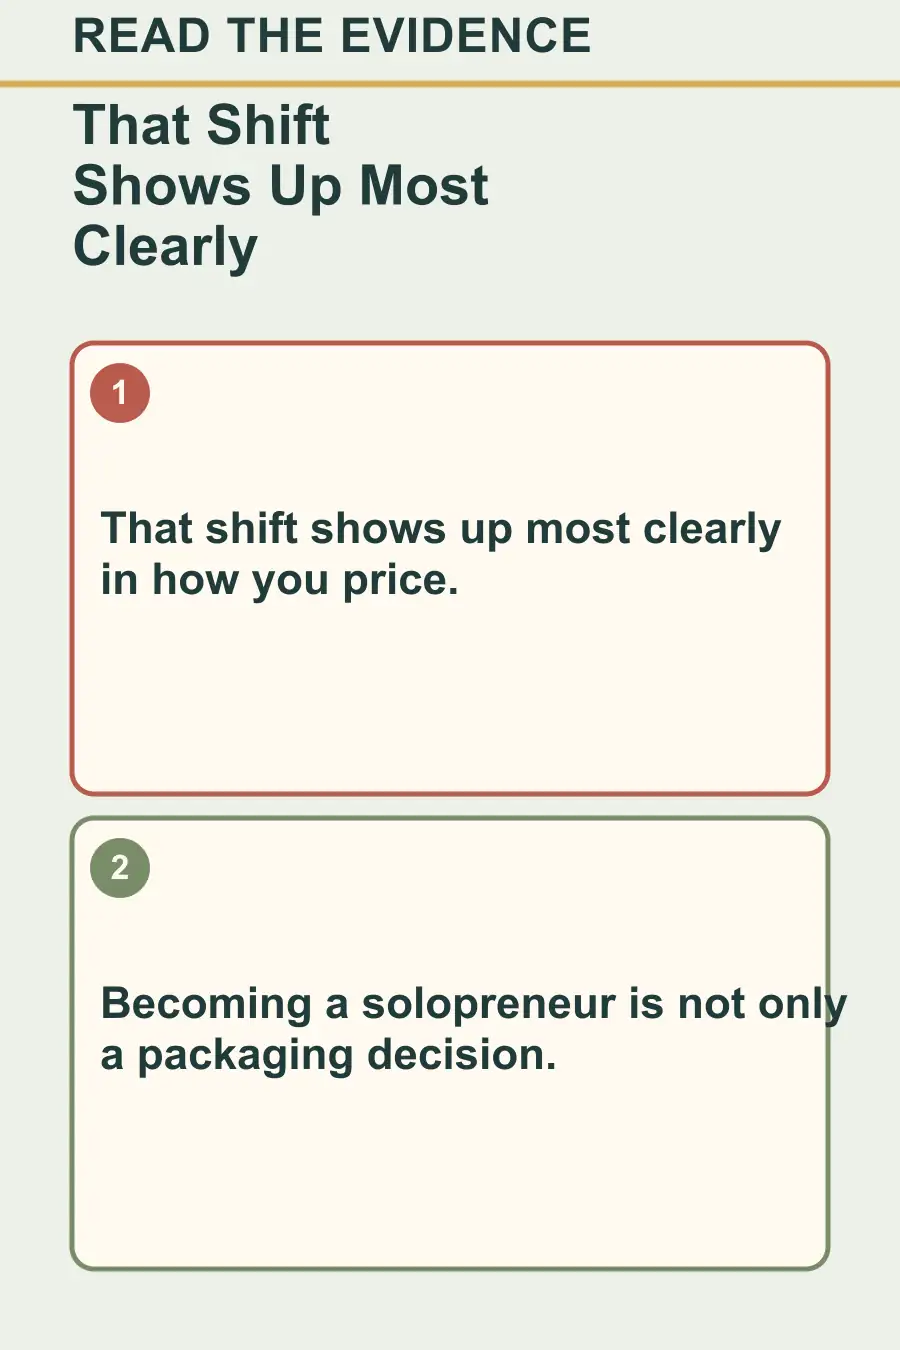 READ THE EVIDENCE
That Shift
Shows Up Most
Clearly
1
That shift shows up most clearly
in how you price.
2
Becoming a solopreneur is not only
a packaging decision.